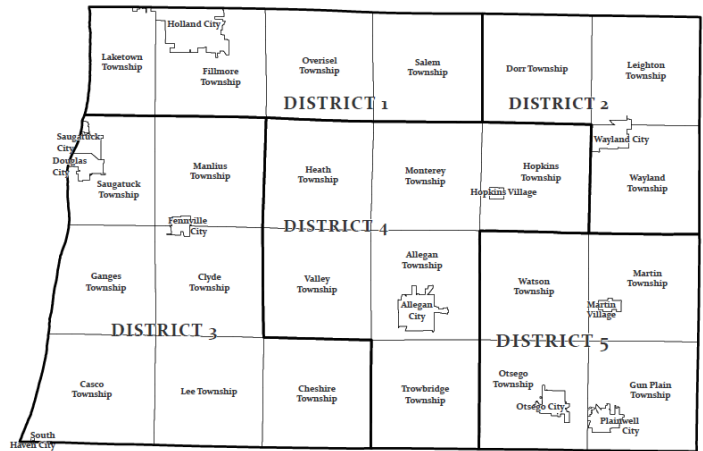 Holland City
Laketown
Township
Fillmore
Township
Overisel
Township
Salem
Township
Dorr Township
Leighton
Township
DISTRICT 1
DISTRICT 2
Saugatuck
City
Douglas
City
Saugatuck
Township
Manlius
Township
Heath
Township
Monterey
Township
Hopkins
Township
Hopkins Village
Wayland City
Wayland
Township
Fennville
City
DISTRICT 4
Ganges
Township
Clyde
Township
Valley
Township
Allegan
Township
Allegan
City
Watson
Township
Martin
Township
Martin
Village
DISTRICT 3
DISTRICT 5
Casco
Township
Lee Township
Cheshire
Township
Trowbridge
Township
Otsego
Township
Otsego City
Gun Plain
Township
Plainwell
City
South
Haven City